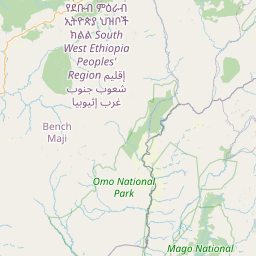 የደቡብ ምዕራብ
ኢትዮጵያ ህዝቦች
ክልል South
West Ethiopia
Peoples'
Region إقليم
شعوب جنوب
غرب إثيوبيا
Bench
Maji
Omo National
Park
Mago National